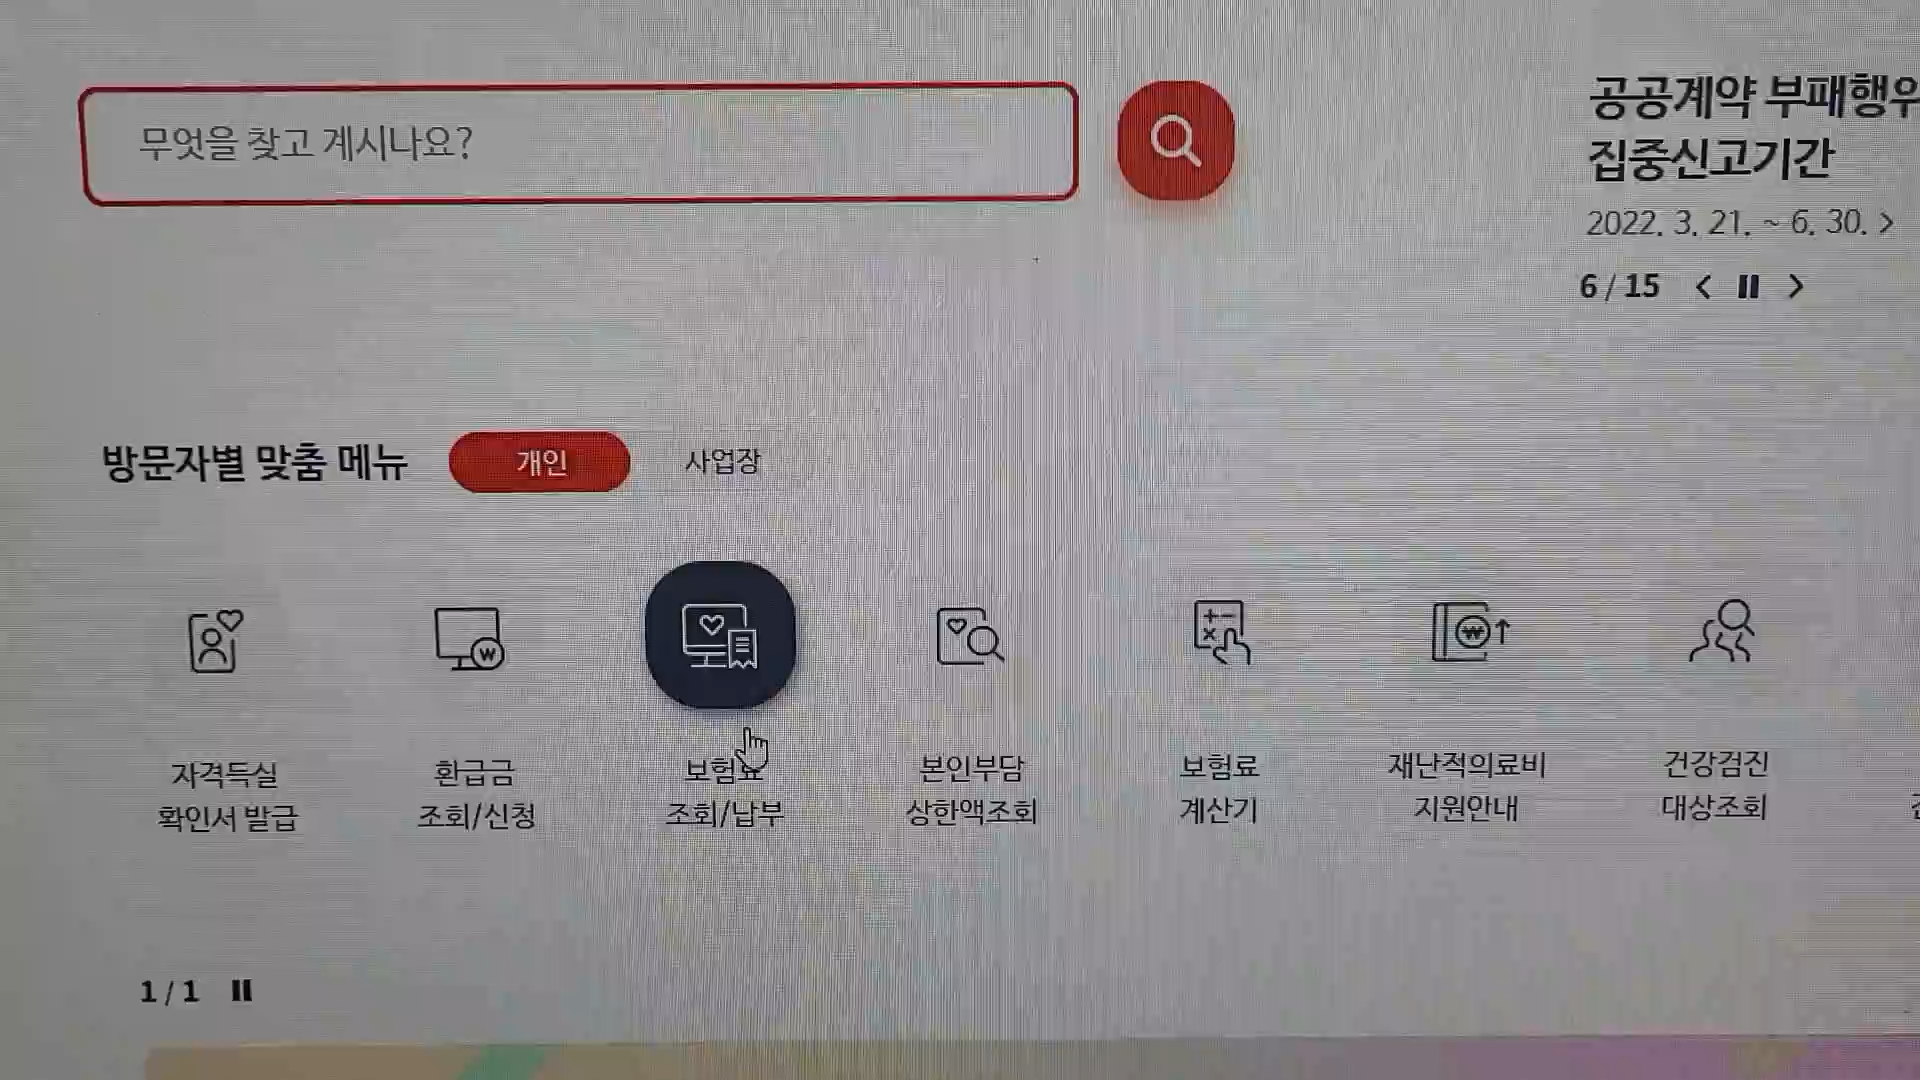 무엇을 찾고 계시나요?
공공계약 부패행위
집중신고기간
2022. 3. 21. ~ 6. 30. >
6 / 15
방문자별 맞춤 메뉴
개인
사업장
자격득실
확인서 발급
환급금
조회/신청
보험료
조회/납부
본인부담
상한액조회
보험료
계산기
재난적의료비
지원안내
건강검진
대상조회
1 / 1